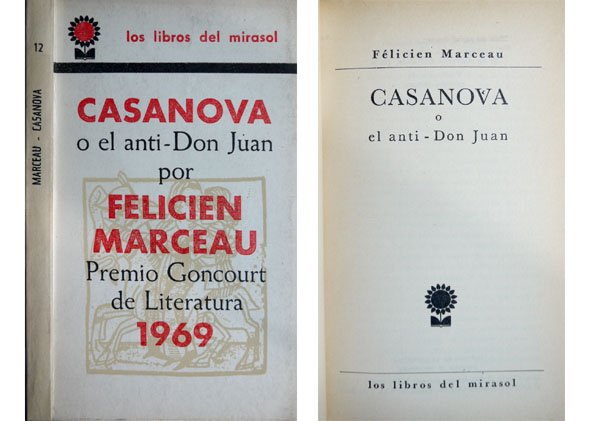 12
MARCEAU - CASANOVA
los libros del mirasol
CASANOVA
o el anti-Don Juan
por
FELICIEN
MARCEAU
Premio Goncourt
de Literatura
1969
Félicien Marceau
CASANOVA
o
el anti - Don Juan
los libros del mirasol